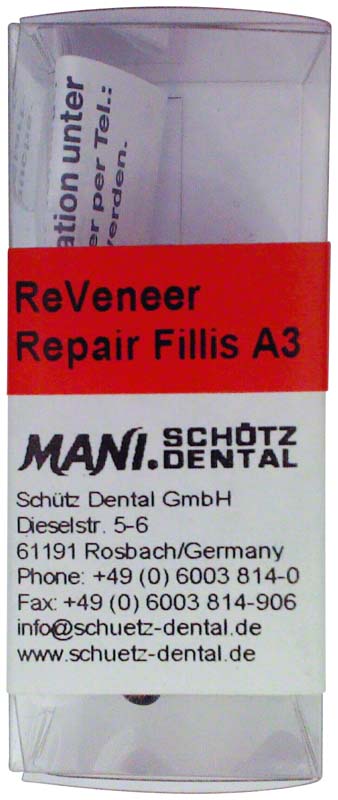 ation unter
er per Tel.:
werden.
ReVeneer
Repair Fillis A3
MANI. SCHÜTZ DENTAL
Schütz Dental GmbH
Dieselstr. 5-6
61191 Rosbach/Germany
Phone: +49 (0) 6003 814-0
Fax: +49 (0) 6003 814-906
info@schuetz-dental.de
www.schuetz-dental.de